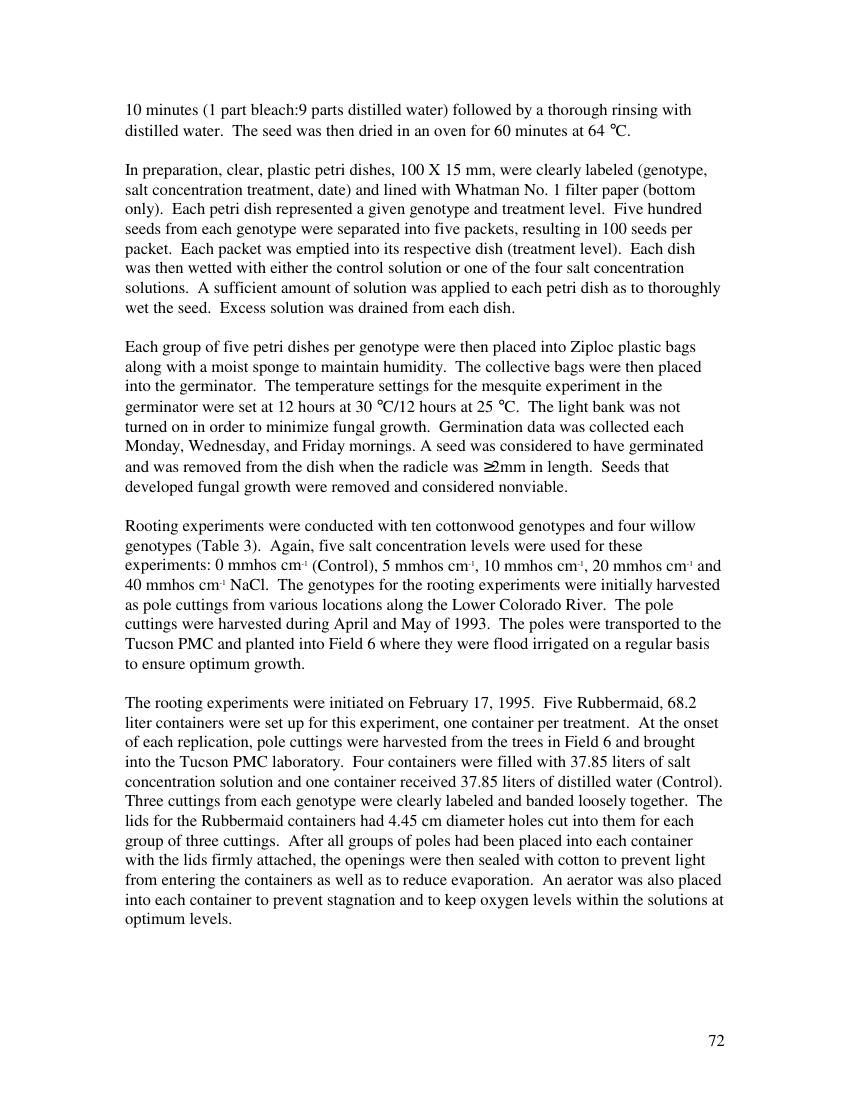 10 minutes (1 part bleach:9 parts distilled water) followed by a thorough rinsing with
distilled water.  The seed was then dried in an oven for 60 minutes at 64 °C.
In preparation, clear, plastic petri dishes, 100 X 15 mm, were clearly labeled (genotype,
salt concentration treatment, date) and lined with Whatman No. 1 filter paper (bottom
only).  Each petri dish represented a given genotype and treatment level.  Five hundred
seeds from each genotype were separated into five packets, resulting in 100 seeds per
packet.  Each packet was emptied into its respective dish (treatment level).  Each dish
was then wetted with either the control solution or one of the four salt concentration
solutions.  A sufficient amount of solution was applied to each petri dish as to thoroughly
wet the seed.  Excess solution was drained from each dish.
Each group of five petri dishes per genotype were then placed into Ziploc plastic bags
along with a moist sponge to maintain humidity.  The collective bags were then placed
into the germinator.  The temperature settings for the mesquite experiment in the
germinator were set at 12 hours at 30 °C/12 hours at 25 °C.  The light bank was not
turned on in order to minimize fungal growth.  Germination data was collected each
Monday, Wednesday, and Friday mornings. A seed was considered to have germinated
and was removed from the dish when the radicle was ≥2mm in length.  Seeds that
developed fungal growth were removed and considered nonviable.
Rooting experiments were conducted with ten cottonwood genotypes and four willow
genotypes (Table 3).  Again, five salt concentration levels were used for these
experiments: 0 mmhos cm⁻¹ (Control), 5 mmhos cm⁻¹, 10 mmhos cm⁻¹, 20 mmhos cm⁻¹ and
40 mmhos cm⁻¹ NaCl.  The genotypes for the rooting experiments were initially harvested
as pole cuttings from various locations along the Lower Colorado River.  The pole
cuttings were harvested during April and May of 1993.  The poles were transported to the
Tucson PMC and planted into Field 6 where they were flood irrigated on a regular basis
to ensure optimum growth.
The rooting experiments were initiated on February 17, 1995.  Five Rubbermaid, 68.2
liter containers were set up for this experiment, one container per treatment.  At the onset
of each replication, pole cuttings were harvested from the trees in Field 6 and brought
into the Tucson PMC laboratory.  Four containers were filled with 37.85 liters of salt
concentration solution and one container received 37.85 liters of distilled water (Control).
Three cuttings from each genotype were clearly labeled and banded loosely together.  The
lids for the Rubbermaid containers had 4.45 cm diameter holes cut into them for each
group of three cuttings.  After all groups of poles had been placed into each container
with the lids firmly attached, the openings were then sealed with cotton to prevent light
from entering the containers as well as to reduce evaporation.  An aerator was also placed
into each container to prevent stagnation and to keep oxygen levels within the solutions at
optimum levels.
72